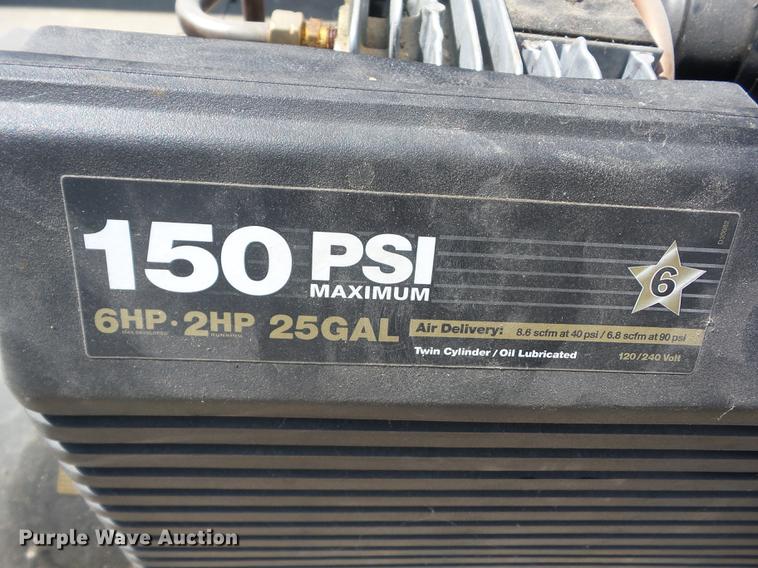 150 PSI
MAXIMUM
6
6HP · 2HP 25GAL
Air Delivery: 8.6 scfm at 40 psi / 6.8 scfm at 90 psi
Twin Cylinder / Oil Lubricated 120/240 Volt
Purple Wave Auction